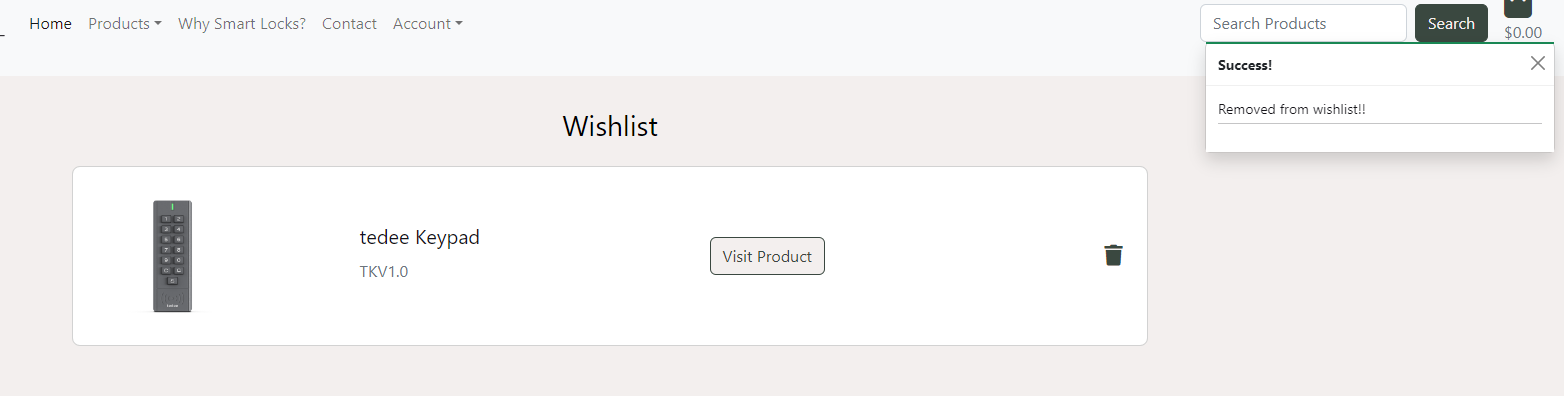 Home Products Why Smart Locks? Contact Account Search Products Search
$0.00
Success!
Removed from wishlist!!
Wishlist
tedee Keypad
TKV1.0
Visit Product